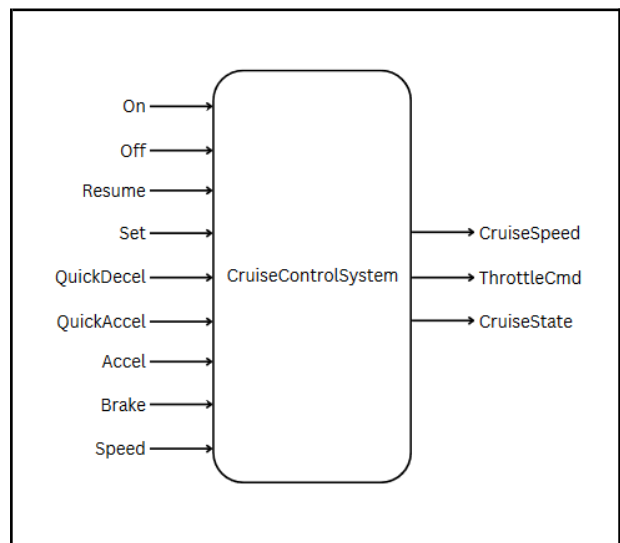 On
Off
Resume
Set
QuickDecel
QuickAccel
Accel
Brake
Speed
CruiseControlSystem
CruiseSpeed
ThrottleCmd
CruiseState